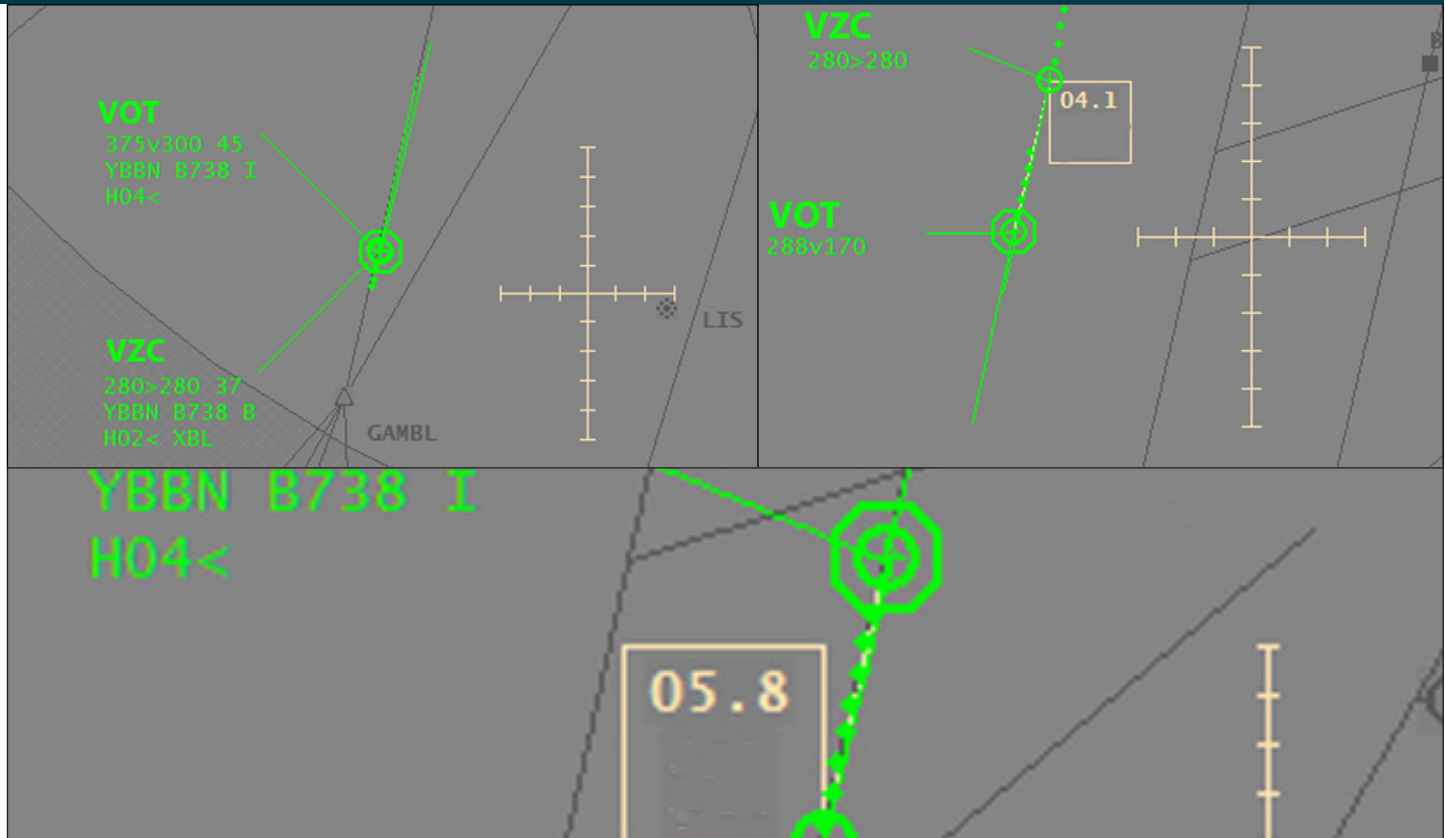 VOT
375v300 45
YBBN B738 I
H04<
VZC
280>280 37
YBBN B738 B
H02< XBL
GAMBL
LIS
VZC
280>280
04.1
B
VOT
288v170
YBBN B738 I
H04<
05.8